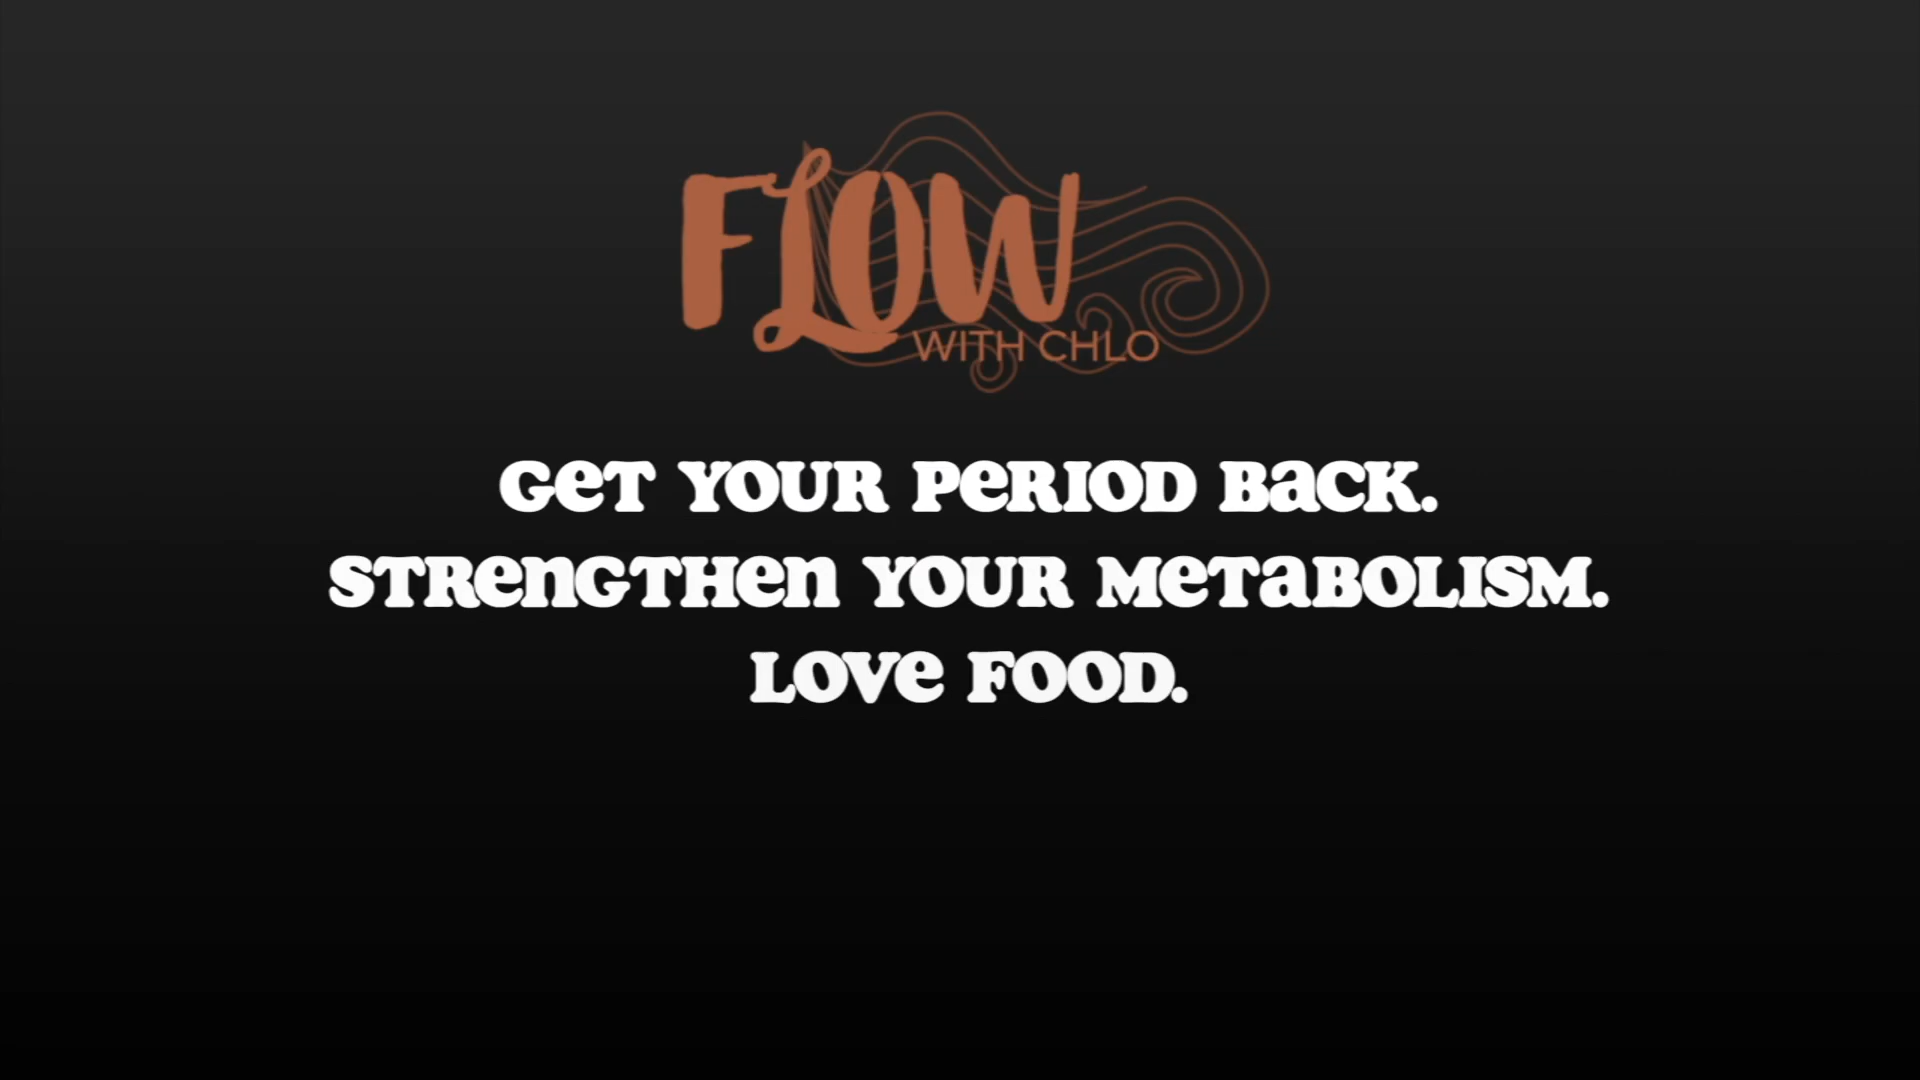 FLOW
WITH CHLO
GeT YOUR PeRIOD BaCK.
STRenGTHen YOUR MeTaBOLISM.
LOVe FOOD.